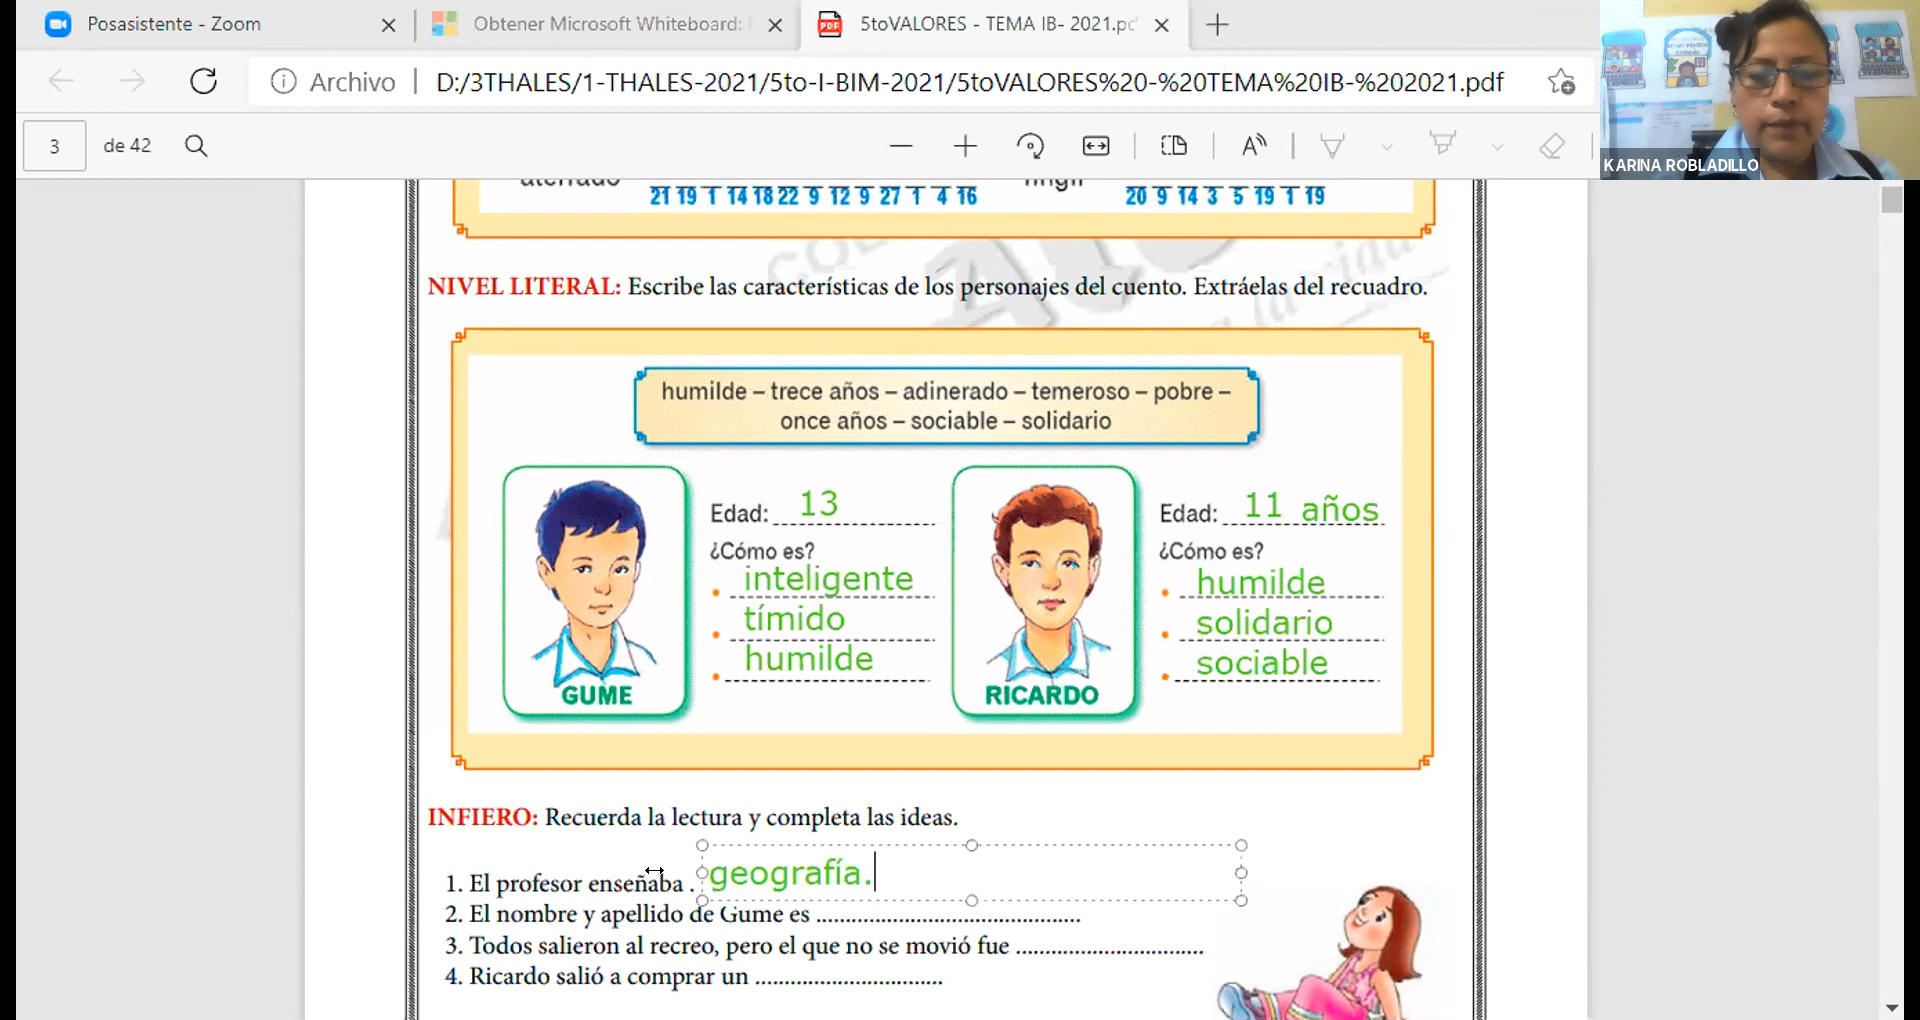 Posasistente - Zoom
Obtener Microsoft Whiteboard:
PDF
5toVALORES - TEMA IB- 2021.pd
Archivo
D:/3THALES/1-THALES-2021/5to-I-BIM-2021/5toVALORES%20-%20TEMA%20IB-%202021.pdf
KARINA ROBLADILLO
3
de 42
aterrado
fingir
21 19 1 14 18 22 9 12 9 27 1 4 16
20 9 14 3 5 19 1 19
NIVEL LITERAL: Escribe las características de los personajes del cuento. Extráelas del recuadro.
humilde – trece años – adinerado – temeroso – pobre –
once años – sociable – solidario
Edad: 13
¿Cómo es?
• inteligente
• tímido
• humilde
GUME
Edad: 11 años
¿Cómo es?
• humilde
• solidario
• sociable
RICARDO
INFIERO: Recuerda la lectura y completa las ideas.
1. El profesor enseñaba . geografía.
2. El nombre y apellido de Gume es ............................................
3. Todos salieron al recreo, pero el que no se movió fue ................................
4. Ricardo salió a comprar un ................................